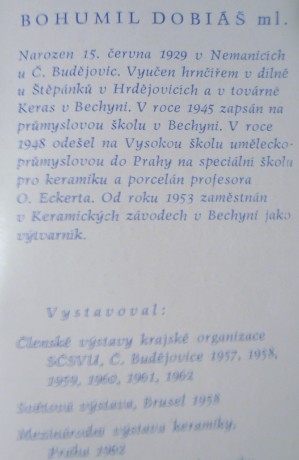 BOHUMIL DOBIÁŠ ml.
Narozen 15. června 1929 v Nemanicích
u Č. Budějovic. Vyučen hrnčířem v dílně
u Štěpánků v Hrdějovicích a v továrně
Keras v Bechyni. V roce 1945 zapsán na
průmyslovou školu v Bechyni. V roce
1948 odešel na Vysokou školu umělecko-
průmyslovou do Prahy na speciální školu
pro keramiku a porcelán profesora
O. Eckerta. Od roku 1953 zaměstnán
v Keramických závodech v Bechyni jako
výtvarník.
Vystavoval:
Členské výstavy krajské organizace
SČSVU, Č. Budějovice 1957, 1958,
1959, 1960, 1961, 1962
Světová výstava, Brusel 1958
Mezinárodní výstava keramiky,
Praha 1962